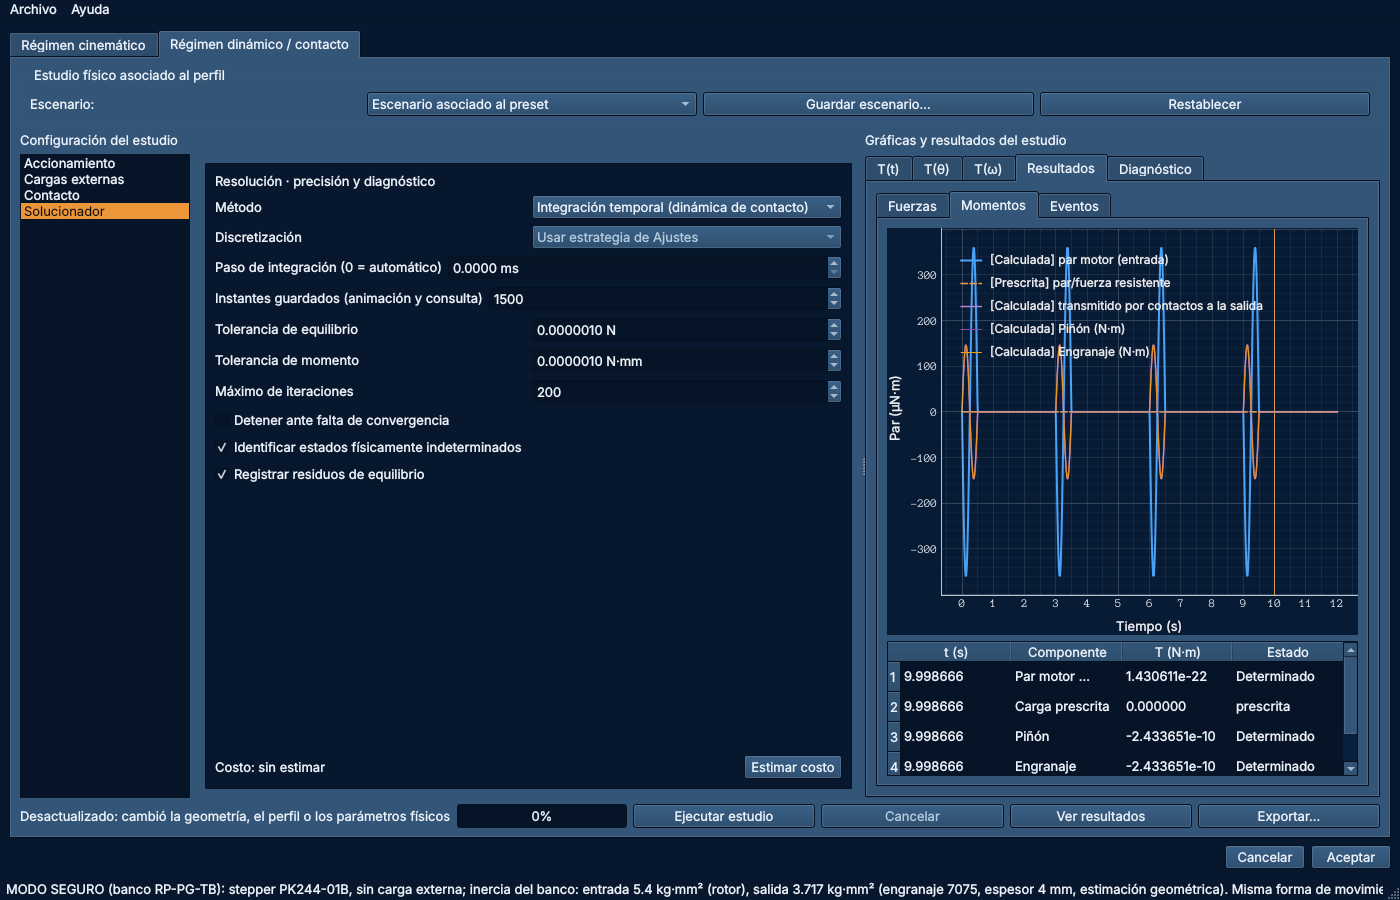 Archivo Ayuda
Régimen cinemático Régimen dinámico / contacto
Estudio físico asociado al perfil
Escenario: Escenario asociado al preset Guardar escenario... Restablecer
Configuración del estudio
Accionamiento
Cargas externas
Contacto
Solucionador
Resolución · precisión y diagnóstico
Método Integración temporal (dinámica de contacto)
Discretización Usar estrategia de Ajustes
Paso de integración (0 = automático) 0.0000 ms
Instantes guardados (animación y consulta) 1500
Tolerancia de equilibrio 0.0000010 N
Tolerancia de momento 0.0000010 N·mm
Máximo de iteraciones 200
Detener ante falta de convergencia
✓ Identificar estados físicamente indeterminados
✓ Registrar residuos de equilibrio
Costo: sin estimar Estimar costo
Gráficas y resultados del estudio
T(t) T(θ) T(ω) Resultados Diagnóstico
Fuerzas Momentos Eventos
[Calculada] par motor (entrada)
[Prescrita] par/fuerza resistente
[Calculada] transmitido por contactos a la salida
[Calculada] Piñón (N·m)
[Calculada] Engranaje (N·m)
Par (µN·m)
300
200
100
0
−100
−200
−300
0 1 2 3 4 5 6 7 8 9 10 11 12
Tiempo (s)
t (s) Componente T (N·m) Estado
1 9.998666 Par motor ... 1.430611e-22 Determinado
2 9.998666 Carga prescrita 0.000000 prescrita
3 9.998666 Piñón -2.433651e-10 Determinado
4 9.998666 Engranaje -2.433651e-10 Determinado
Desactualizado: cambió la geometría, el perfil o los parámetros físicos 0% Ejecutar estudio Cancelar Ver resultados Exportar...
Cancelar Aceptar
MODO SEGURO (banco RP-PG-TB): stepper PK244-01B, sin carga externa; inercia del banco: entrada 5.4 kg·mm² (rotor), salida 3.717 kg·mm² (engranaje 7075, espesor 4 mm, estimación geométrica). Misma forma de movimie